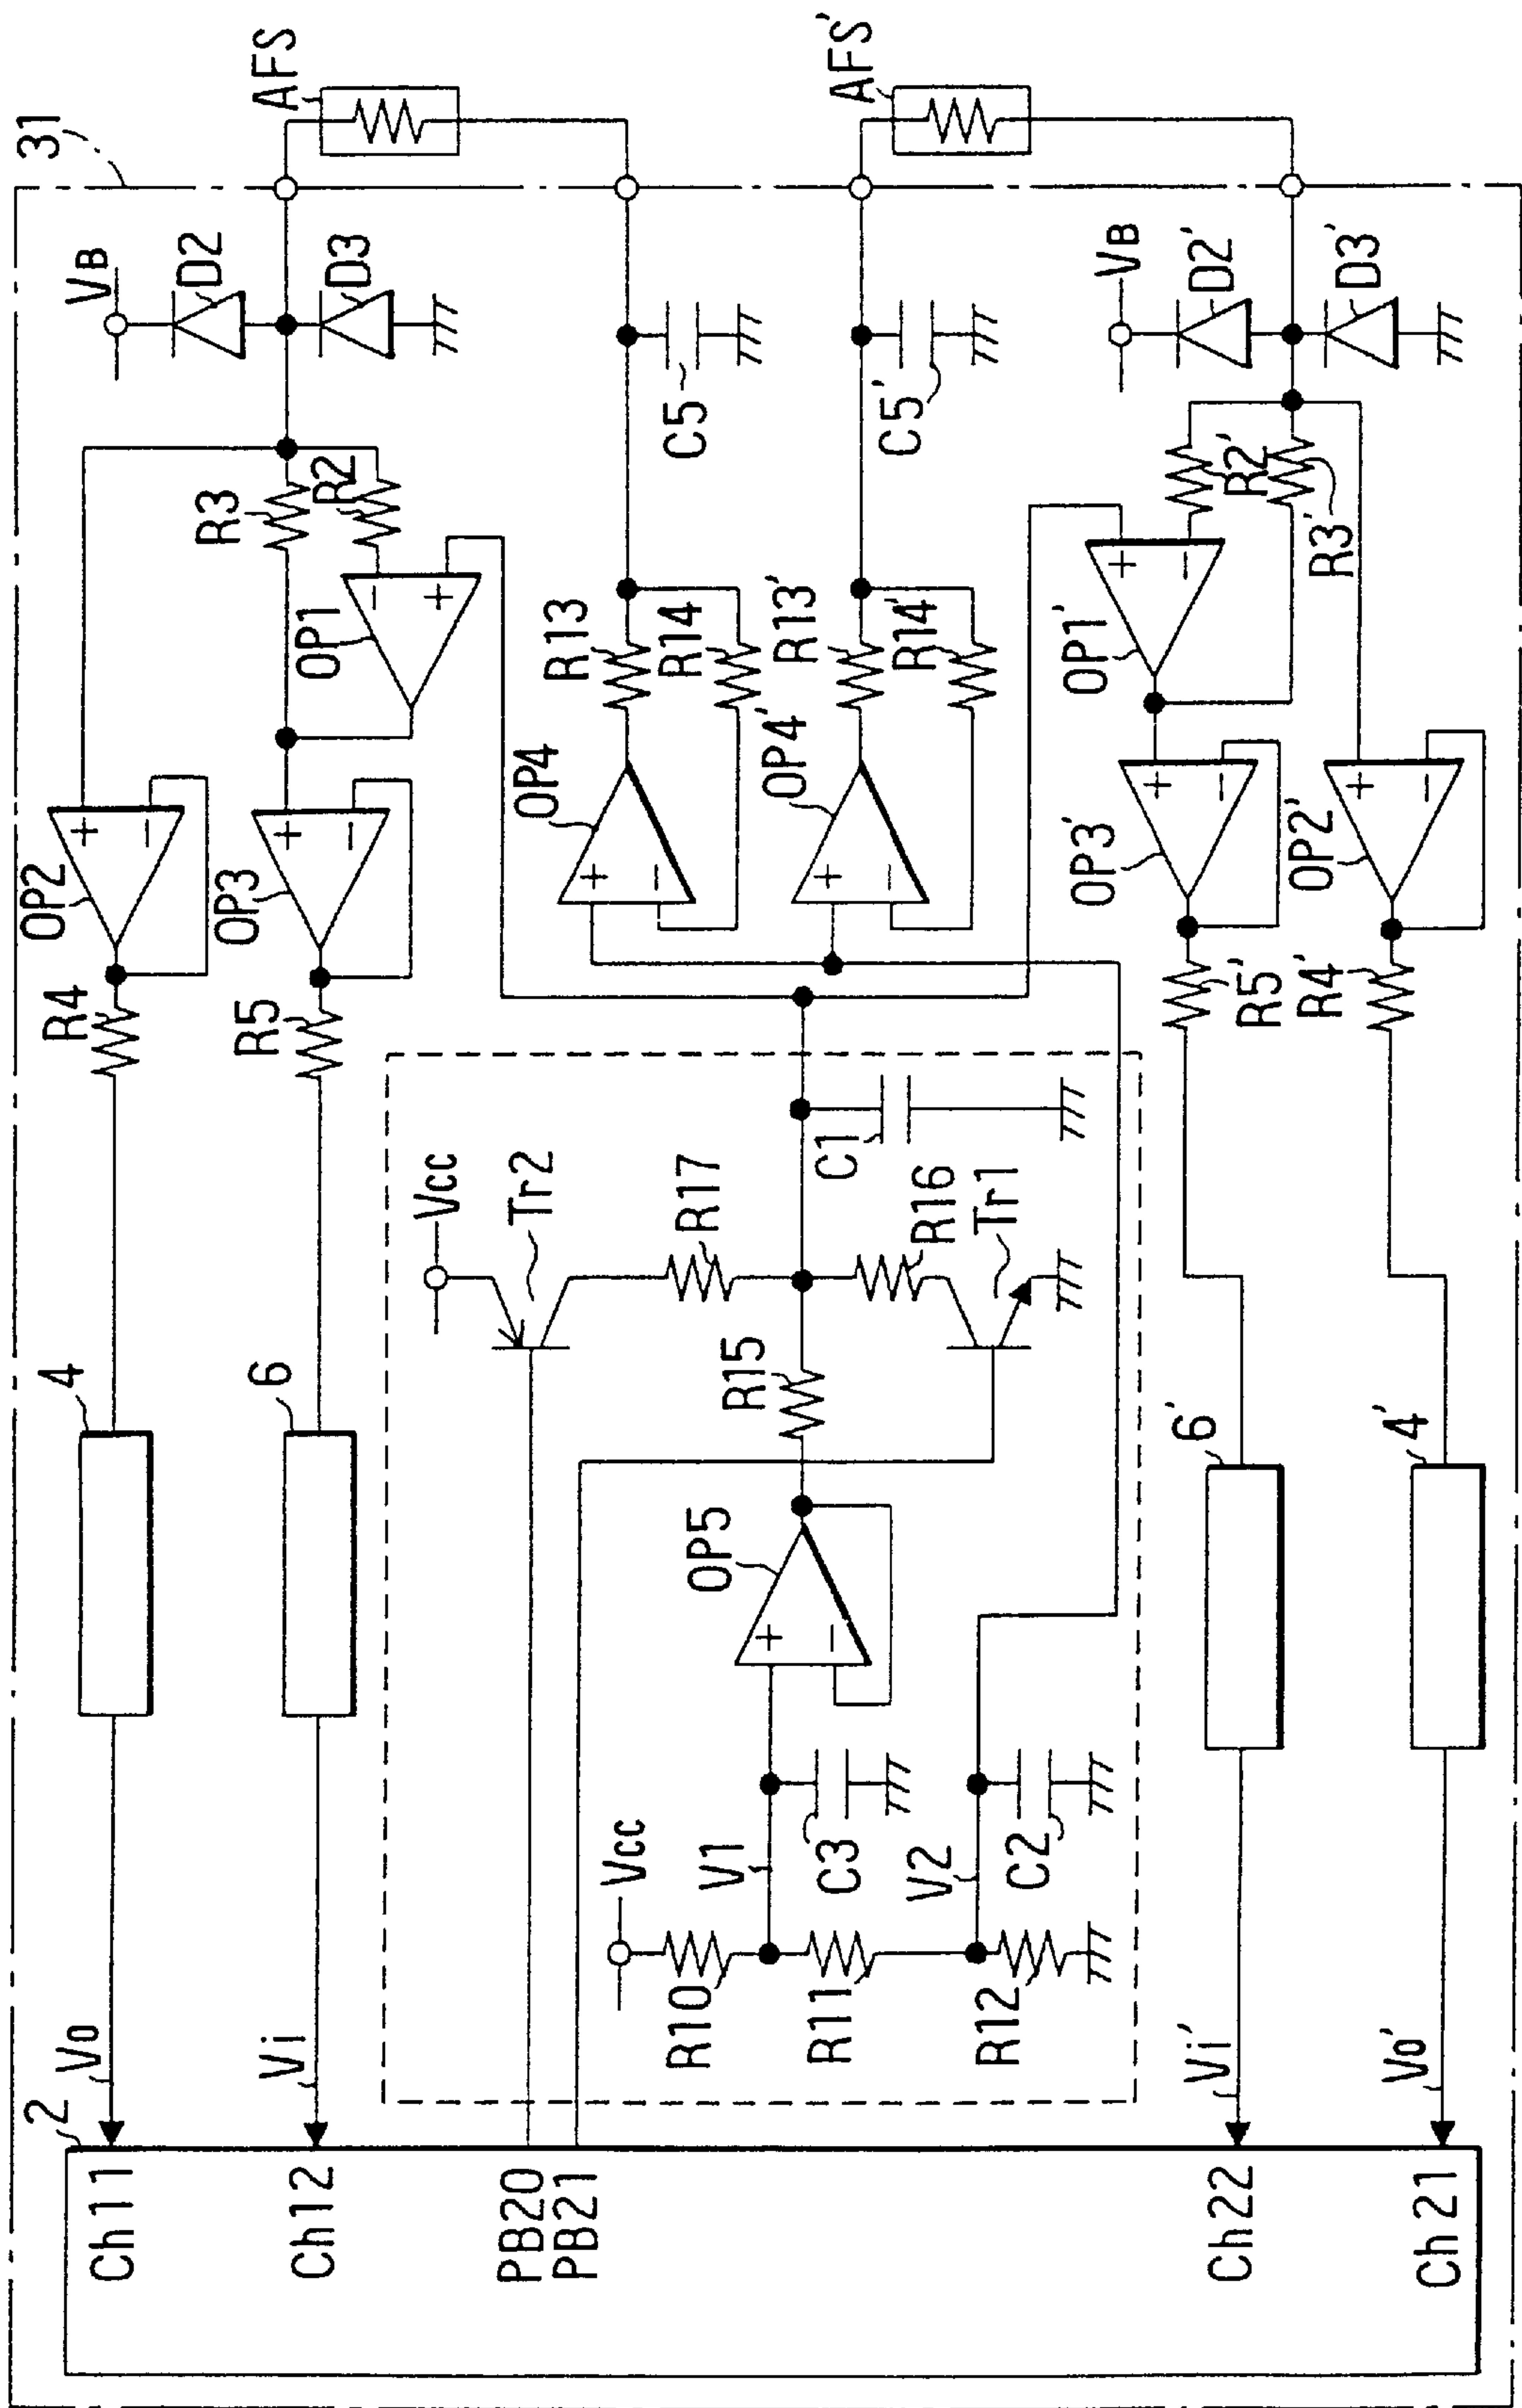 31
AFS
AFS'
VB
D2
D3
C5
C5'
VB
D2'
D3'
R3
R2
OP1
+
−
R13
R14
R13'
R14'
R2'
R3'
OP1'
+
−
OP2
+
−
OP3
+
−
OP4
+
−
OP4'
+
−
OP3'
+
−
OP2'
+
−
R4
R5
R5'
R4'
Vcc
Tr2
R17
C1
R16
Tr1
R15
4
6
6'
4'
OP5
+
−
Vcc
V1
C3
V2
C2
R10
R11
R12
Vo
Vi
Vi'
Vo'
2
Ch11
Ch12
PB20
PB21
Ch22
Ch21